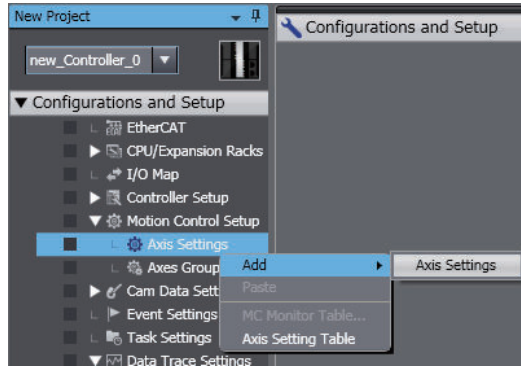 New Project
Configurations and Setup
new_Controller_0
Configurations and Setup
EtherCAT
CPU/Expansion Racks
I/O Map
Controller Setup
Motion Control Setup
Axis Settings
Axes Group
Add
Axis Settings
Cam Data Sett
Paste
Event Settings
MC Monitor Table...
Task Settings
Axis Setting Table
Data Trace Settings